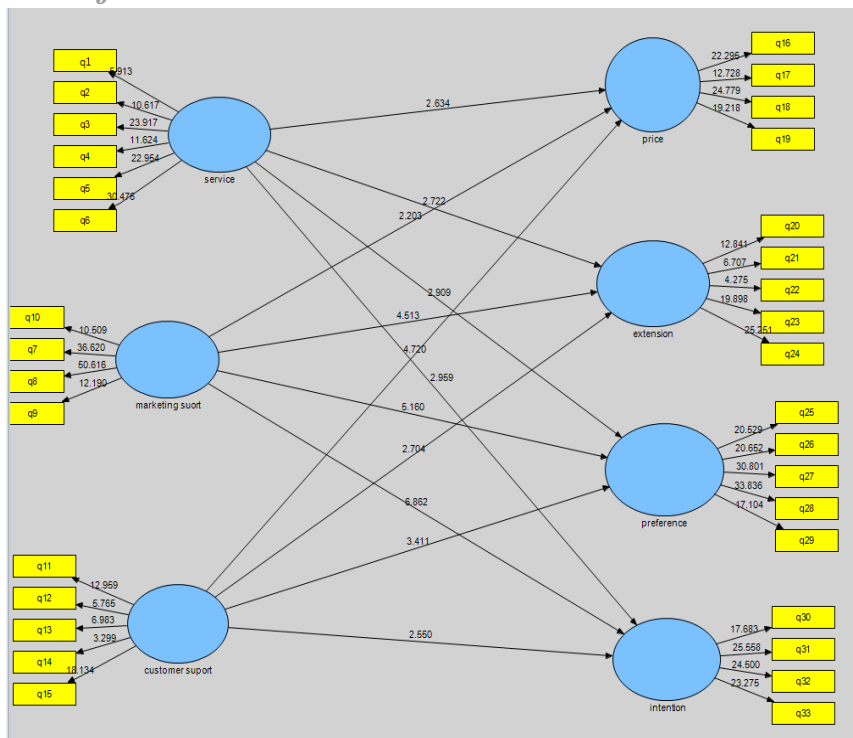 q1
5.913
q2
10.617
q3
23.917
q4
11.624
q5
22.954
q6
30.476
service
q10
10.509
q7
36.620
q8
50.616
q9
12.190
marketing suort
q11
12.959
q12
5.765
q13
6.983
q14
3.299
q15
18.134
customer suport
2.634
2.722
2.203
2.909
4.513
4.720
2.959
5.160
2.704
6.862
3.411
2.550
q16
22.295
q17
12.728
q18
24.779
q19
19.218
price
q20
12.841
q21
6.707
q22
4.275
q23
19.898
q24
25.251
extension
q25
20.529
q26
20.652
q27
30.801
q28
33.836
q29
17.104
preference
q30
17.683
q31
25.558
q32
24.500
q33
23.275
intention